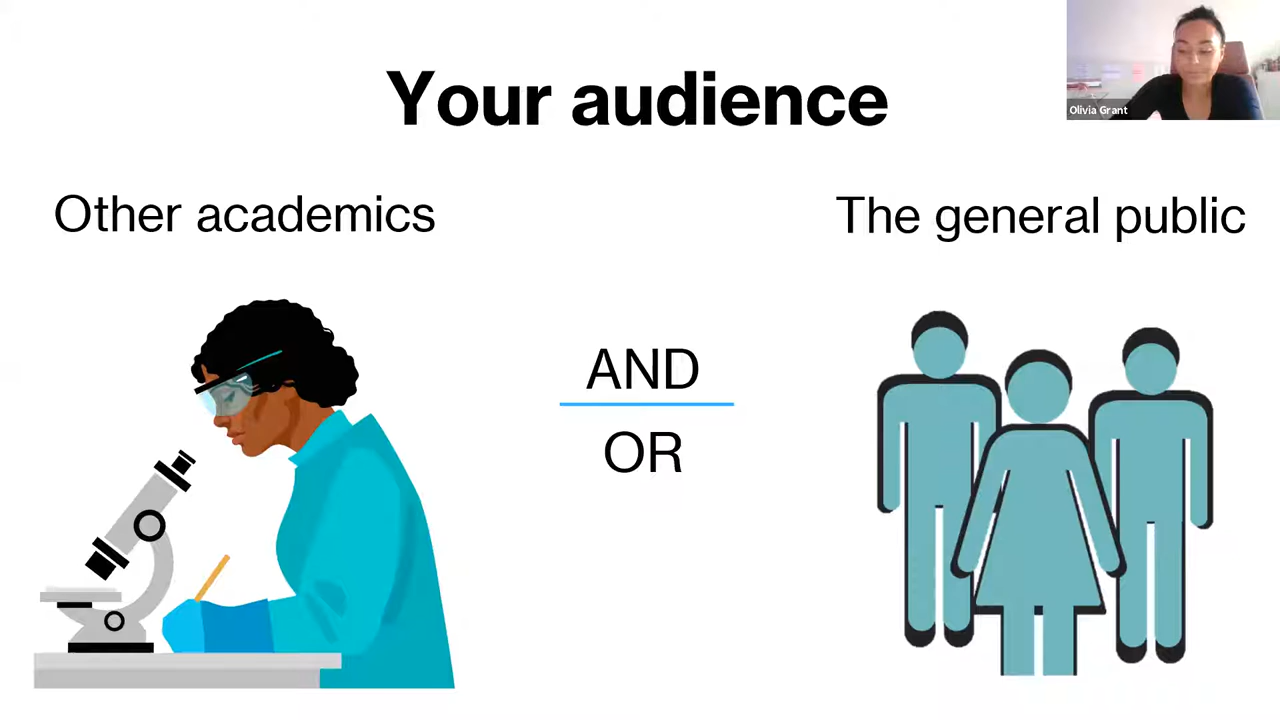 Your audience
Olivia Grant
Other academics
The general public
AND
OR